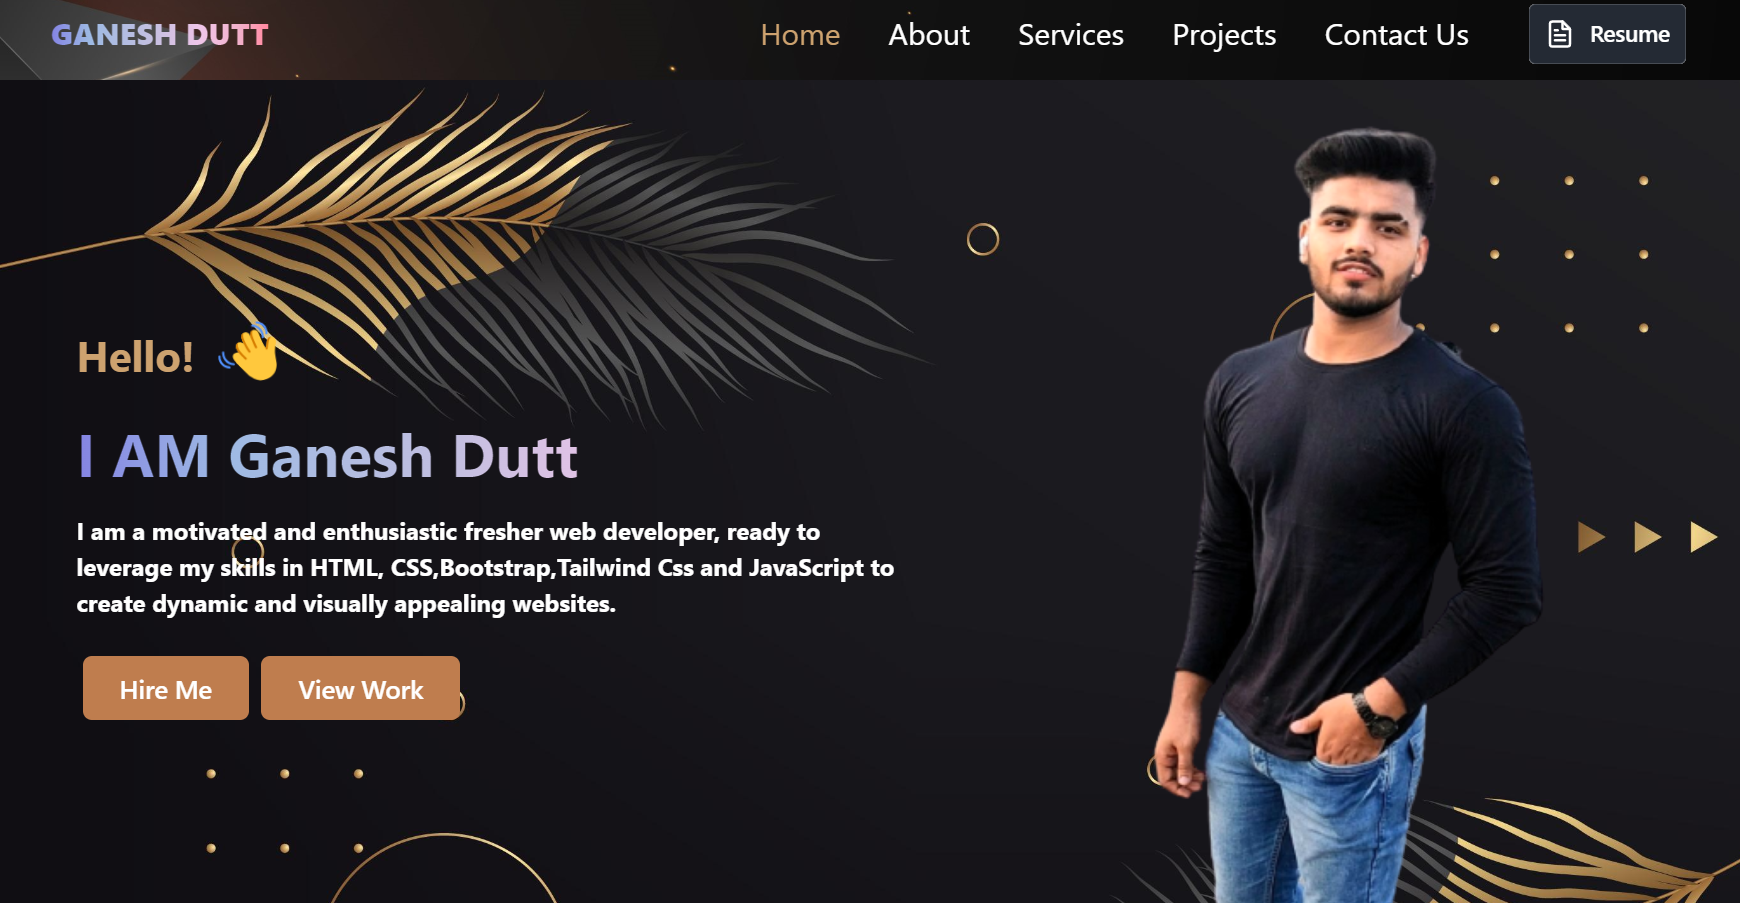 GANESH DUTT
Home
About
Services
Projects
Contact Us
Resume
Hello!
I AM Ganesh Dutt
I am a motivated and enthusiastic fresher web developer, ready to
leverage my skills in HTML, CSS,Bootstrap,Tailwind Css and JavaScript to
create dynamic and visually appealing websites.
Hire Me
View Work